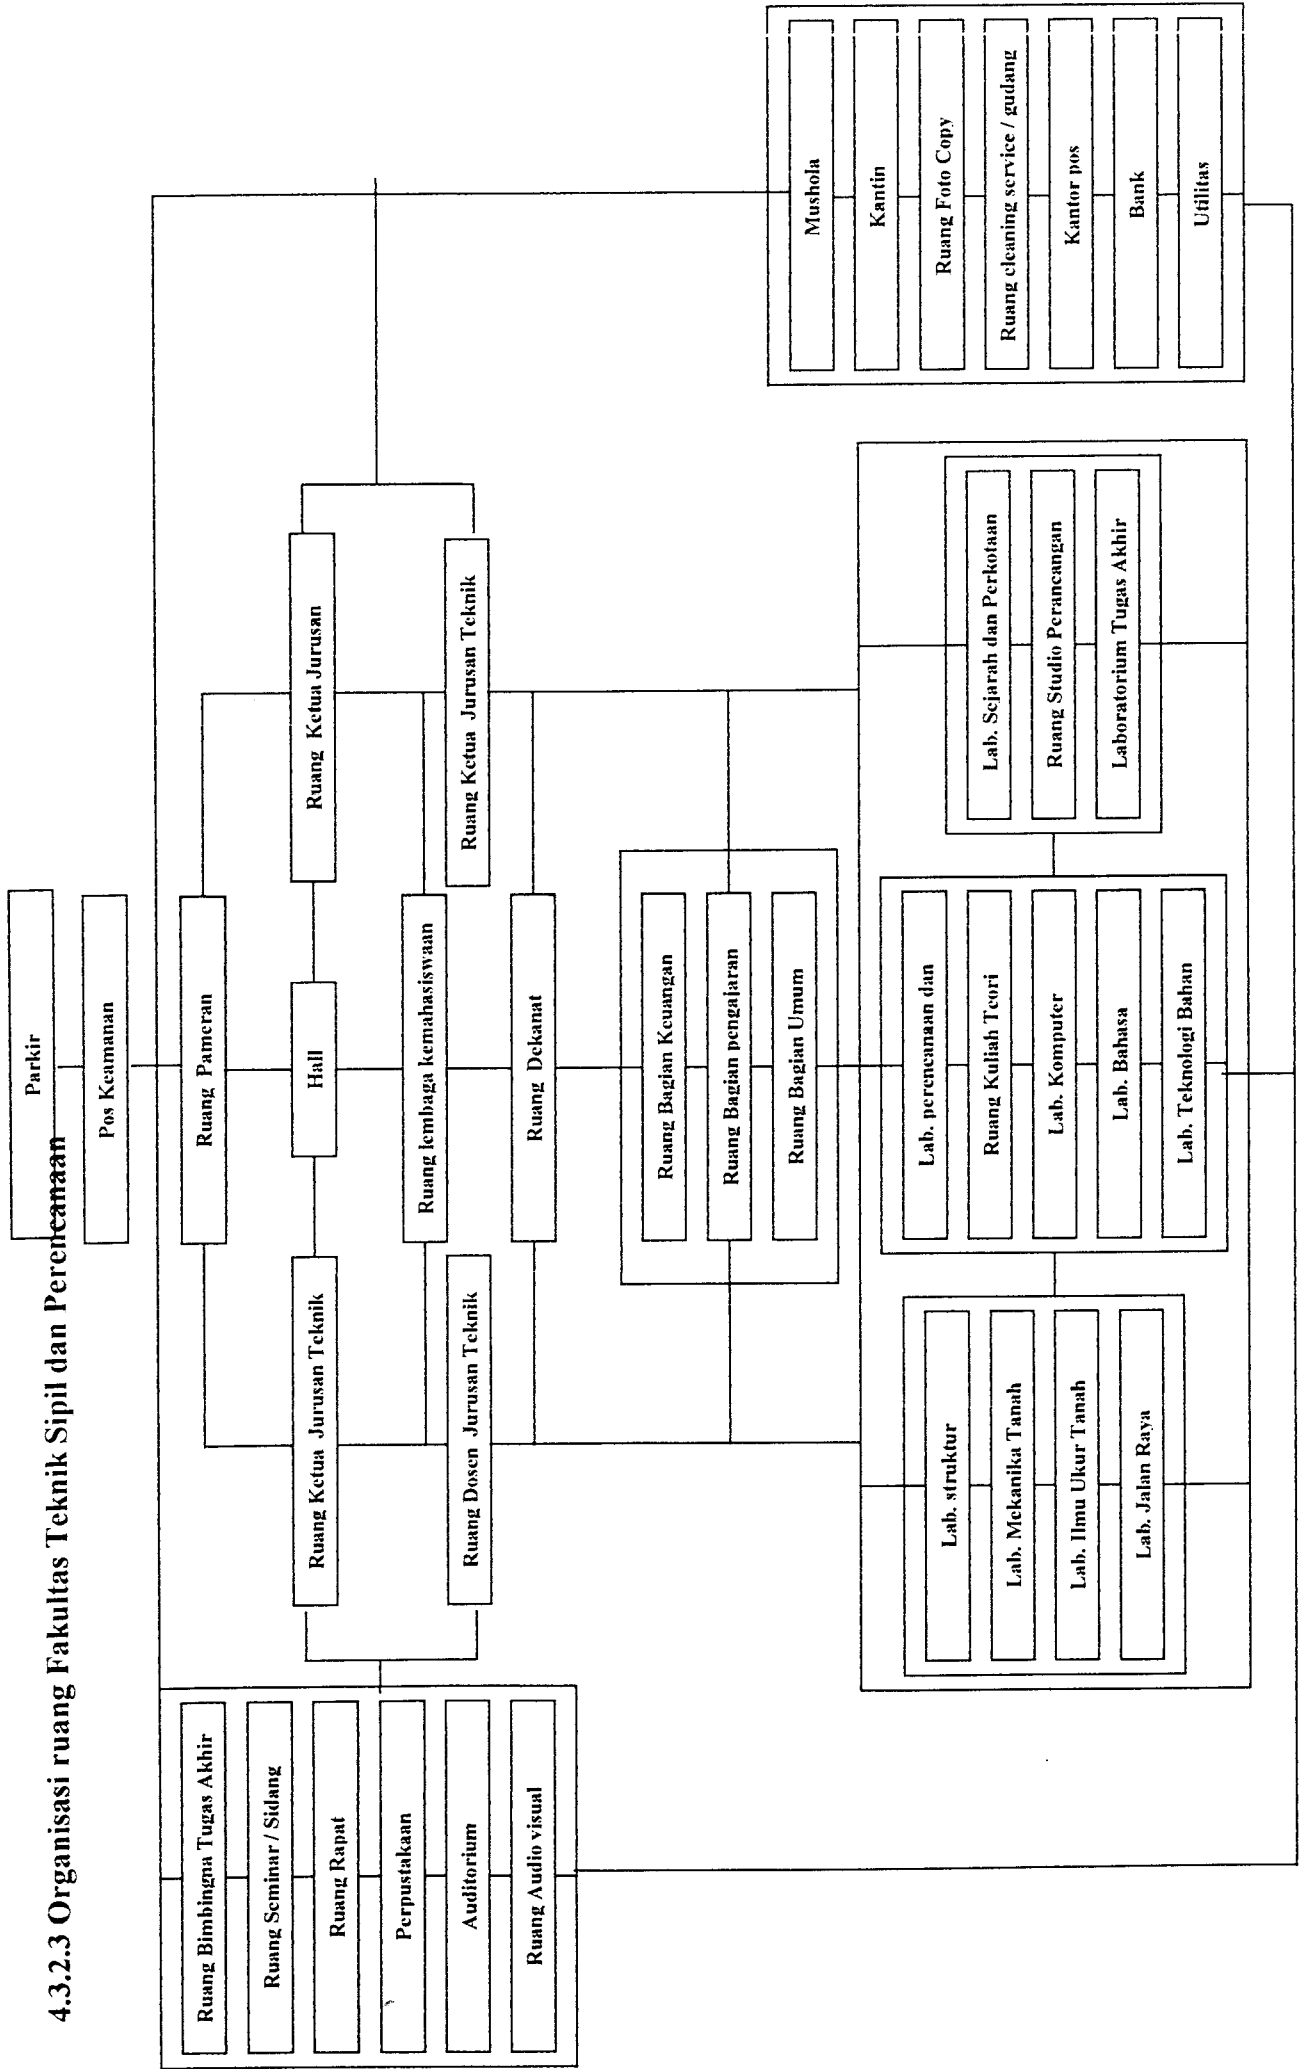 4.3.2.3 Organisasi ruang Fakultas Teknik Sipil dan Perencanaan
Parkir
Pos Keamanan
Ruang Pameran
Ruang Ketua Jurusan Teknik
Hall
Ruang Ketua Jurusan
Ruang lembaga kemahasiswaan
Ruang Dosen Jurusan Teknik
Ruang Ketua Jurusan Teknik
Ruang Dekanat
Ruang Bagian Keuangan
Ruang Bagian pengajaran
Ruang Bagian Umum
Ruang Bimbingna Tugas Akhir
Ruang Seminar / Sidang
Ruang Rapat
Perpustakaan
Auditorium
Ruang Audio visual
Lab. struktur
Lab. Mekanika Tanah
Lab. Ilmu Ukur Tanah
Lab. Jalan Raya
Lab. perencanaan dan
Ruang Kuliah Teori
Lab. Komputer
Lab. Bahasa
Lab. Teknologi Bahan
Lab. Sejarah dan Perkotaan
Ruang Studio Perancangan
Laboratorium Tugas Akhir
Mushola
Kantin
Ruang Foto Copy
Ruang cleaning service / gudang
Kantor pos
Bank
Utilitas